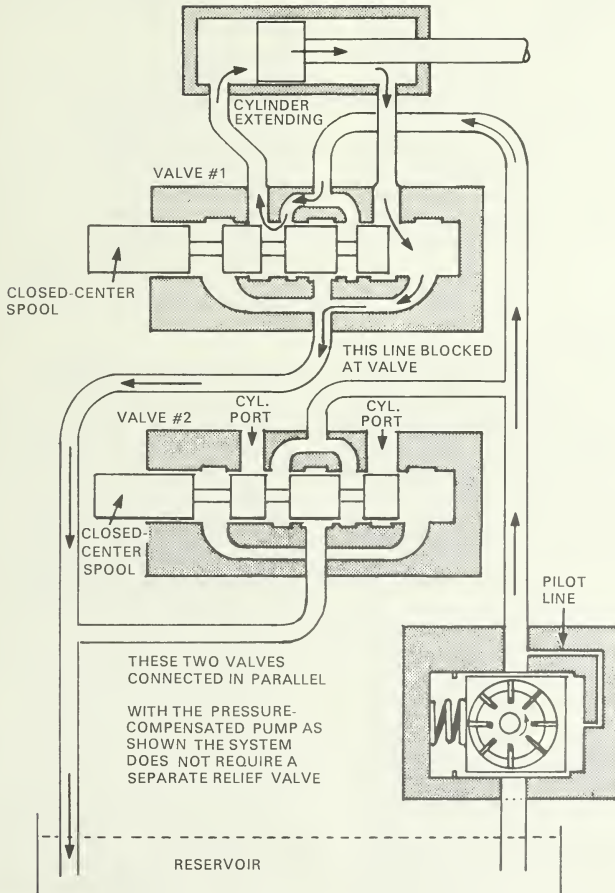 CYLINDER
EXTENDING
VALVE #1
CLOSED-CENTER
SPOOL
THIS LINE BLOCKED
AT VALVE
VALVE #2
CYL.
PORT
CYL.
PORT
CLOSED-
CENTER
SPOOL
PILOT
LINE
THESE TWO VALVES
CONNECTED IN PARALLEL
WITH THE PRESSURE-
COMPENSATED PUMP AS
SHOWN THE SYSTEM
DOES NOT REQUIRE A
SEPARATE RELIEF VALVE
RESERVOIR